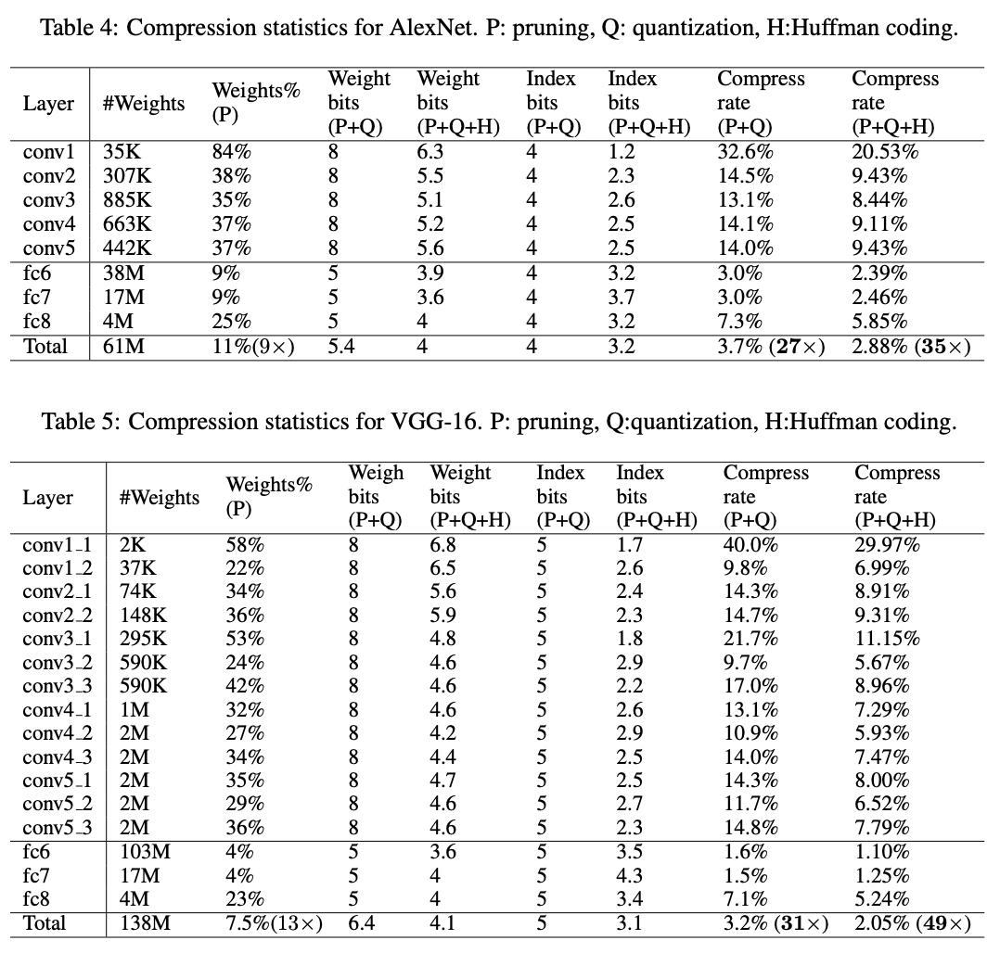 Table 4: Compression statistics for AlexNet. P: pruning, Q: quantization, H:Huffman coding.
Layer #Weights Weights% (P) Weight bits (P+Q) Weight bits (P+Q+H) Index bits (P+Q) Index bits (P+Q+H) Compress rate (P+Q) Compress rate (P+Q+H)
conv1 35K 84% 8 6.3 4 1.2 32.6% 20.53%
conv2 307K 38% 8 5.5 4 2.3 14.5% 9.43%
conv3 885K 35% 8 5.1 4 2.6 13.1% 8.44%
conv4 663K 37% 8 5.2 4 2.5 14.1% 9.11%
conv5 442K 37% 8 5.6 4 2.5 14.0% 9.43%
fc6 38M 9% 5 3.9 4 3.2 3.0% 2.39%
fc7 17M 9% 5 3.6 4 3.7 3.0% 2.46%
fc8 4M 25% 5 4 4 3.2 7.3% 5.85%
Total 61M 11%(9×) 5.4 4 4 3.2 3.7% (27×) 2.88% (35×)
Table 5: Compression statistics for VGG-16. P: pruning, Q:quantization, H:Huffman coding.
Layer #Weights Weights% (P) Weigh bits (P+Q) Weight bits (P+Q+H) Index bits (P+Q) Index bits (P+Q+H) Compress rate (P+Q) Compress rate (P+Q+H)
conv1_1 2K 58% 8 6.8 5 1.7 40.0% 29.97%
conv1_2 37K 22% 8 6.5 5 2.6 9.8% 6.99%
conv2_1 74K 34% 8 5.6 5 2.4 14.3% 8.91%
conv2_2 148K 36% 8 5.9 5 2.3 14.7% 9.31%
conv3_1 295K 53% 8 4.8 5 1.8 21.7% 11.15%
conv3_2 590K 24% 8 4.6 5 2.9 9.7% 5.67%
conv3_3 590K 42% 8 4.6 5 2.2 17.0% 8.96%
conv4_1 1M 32% 8 4.6 5 2.6 13.1% 7.29%
conv4_2 2M 27% 8 4.2 5 2.9 10.9% 5.93%
conv4_3 2M 34% 8 4.4 5 2.5 14.0% 7.47%
conv5_1 2M 35% 8 4.7 5 2.5 14.3% 8.00%
conv5_2 2M 29% 8 4.6 5 2.7 11.7% 6.52%
conv5_3 2M 36% 8 4.6 5 2.3 14.8% 7.79%
fc6 103M 4% 5 3.6 5 3.5 1.6% 1.10%
fc7 17M 4% 5 4 5 4.3 1.5% 1.25%
fc8 4M 23% 5 4 5 3.4 7.1% 5.24%
Total 138M 7.5%(13×) 6.4 4.1 5 3.1 3.2% (31×) 2.05% (49×)